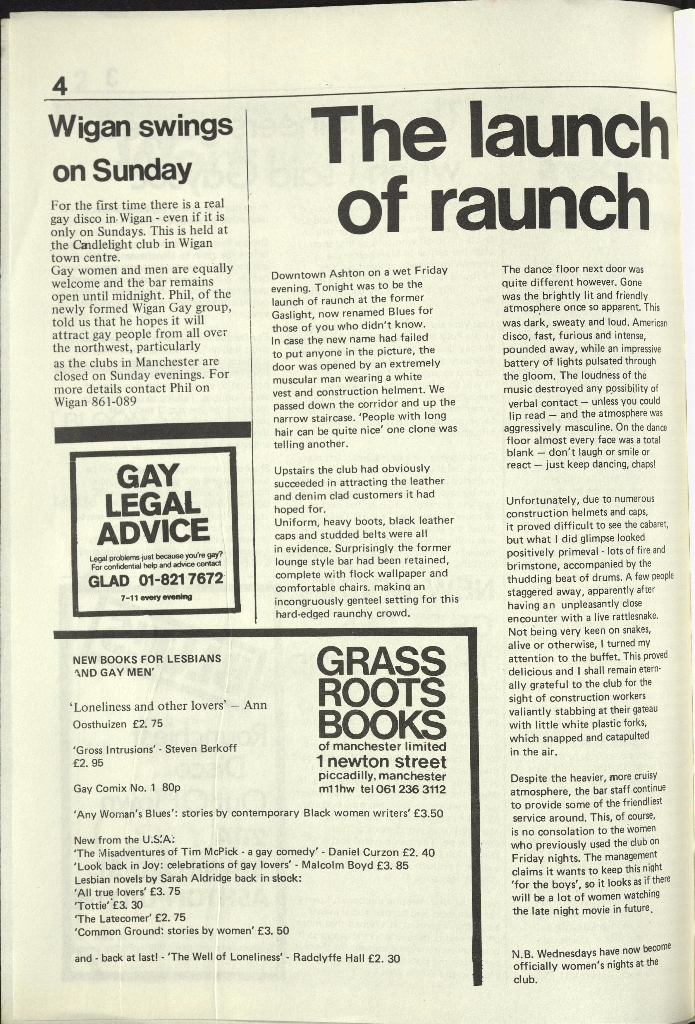 4
Wigan swings
on Sunday
For the first time there is a real
gay disco in Wigan - even if it is
only on Sundays. This is held at
the Candlelight club in Wigan
town centre.
Gay women and men are equally
welcome and the bar remains
open until midnight. Phil, of the
newly formed Wigan Gay group,
told us that he hopes it will
attract gay people from all over
the northwest, particularly
as the clubs in Manchester are
closed on Sunday evenings. For
more details contact Phil on
Wigan 861-089
GAY
LEGAL
ADVICE
Legal problems just because you're gay?
For confidential help and advice contact
GLAD 01-821 7672
7-11 every evening
The launch
of raunch
Downtown Ashton on a wet Friday
evening. Tonight was to be the
launch of raunch at the former
Gaslight, now renamed Blues for
those of you who didn't know.
In case the new name had failed
to put anyone in the picture, the
door was opened by an extremely
muscular man wearing a white
vest and construction helmet. We
passed down the corridor and up the
narrow staircase. 'People with long
hair can be quite nice' one clone was
telling another.
Upstairs the club had obviously
succeeded in attracting the leather
and denim clad customers it had
hoped for.
Uniform, heavy boots, black leather
caps and studded belts were all
in evidence. Surprisingly the former
lounge style bar had been retained,
complete with flock wallpaper and
comfortable chairs. making an
incongruously genteel setting for this
hard-edged raunchy crowd.
The dance floor next door was
quite different however. Gone
was the brightly lit and friendly
atmosphere once so apparent. This
was dark, sweaty and loud. American
disco, fast, furious and intense,
pounded away, while an impressive
battery of lights pulsated through
the gloom. The loudness of the
music destroyed any possibility of
verbal contact — unless you could
lip read — and the atmosphere was
aggressively masculine. On the dance
floor almost every face was a total
blank — don't laugh or smile or
react — just keep dancing, chaps!
Unfortunately, due to numerous
construction helmets and caps,
it proved difficult to see the cabaret,
but what I did glimpse looked
positively primeval - lots of fire and
brimstone, accompanied by the
thudding beat of drums. A few people
staggered away, apparently after
having an unpleasantly close
encounter with a live rattlesnake.
Not being very keen on snakes,
alive or otherwise, I turned my
attention to the buffet. This proved
delicious and I shall remain etern-
ally grateful to the club for the
sight of construction workers
valiantly stabbing at their gateau
with little white plastic forks,
which snapped and catapulted
in the air.
Despite the heavier, more cruisy
atmosphere, the bar staff continue
to provide some of the friendliest
service around. This, of course,
is no consolation to the women
who previously used the club on
Friday nights. The management
claims it wants to keep this night
'for the boys', so it looks as if there
will be a lot of women watching
the late night movie in future.
N.B. Wednesdays have now become
officially women's nights at the
club.
NEW BOOKS FOR LESBIANS
AND GAY MEN'
GRASS
ROOTS
BOOKS
of manchester limited
1 newton street
piccadilly, manchester
m11hw tel 061 236 3112
'Loneliness and other lovers' – Ann
Oosthuizen £2. 75
'Gross Intrusions' - Steven Berkoff
£2. 95
Gay Comix No. 1 80p
'Any Woman's Blues': stories by contemporary Black women writers' £3.50
New from the U.S.A:
'The Misadventures of Tim McPick - a gay comedy' - Daniel Curzon £2. 40
'Look back in Joy: celebrations of gay lovers' - Malcolm Boyd £3. 85
Lesbian novels by Sarah Aldridge back in stock:
'All true lovers' £3. 75
'Tottie' £3. 30
'The Latecomer' £2. 75
'Common Ground: stories by women' £3. 50
and - back at last! - 'The Well of Loneliness' - Radclyffe Hall £2. 30